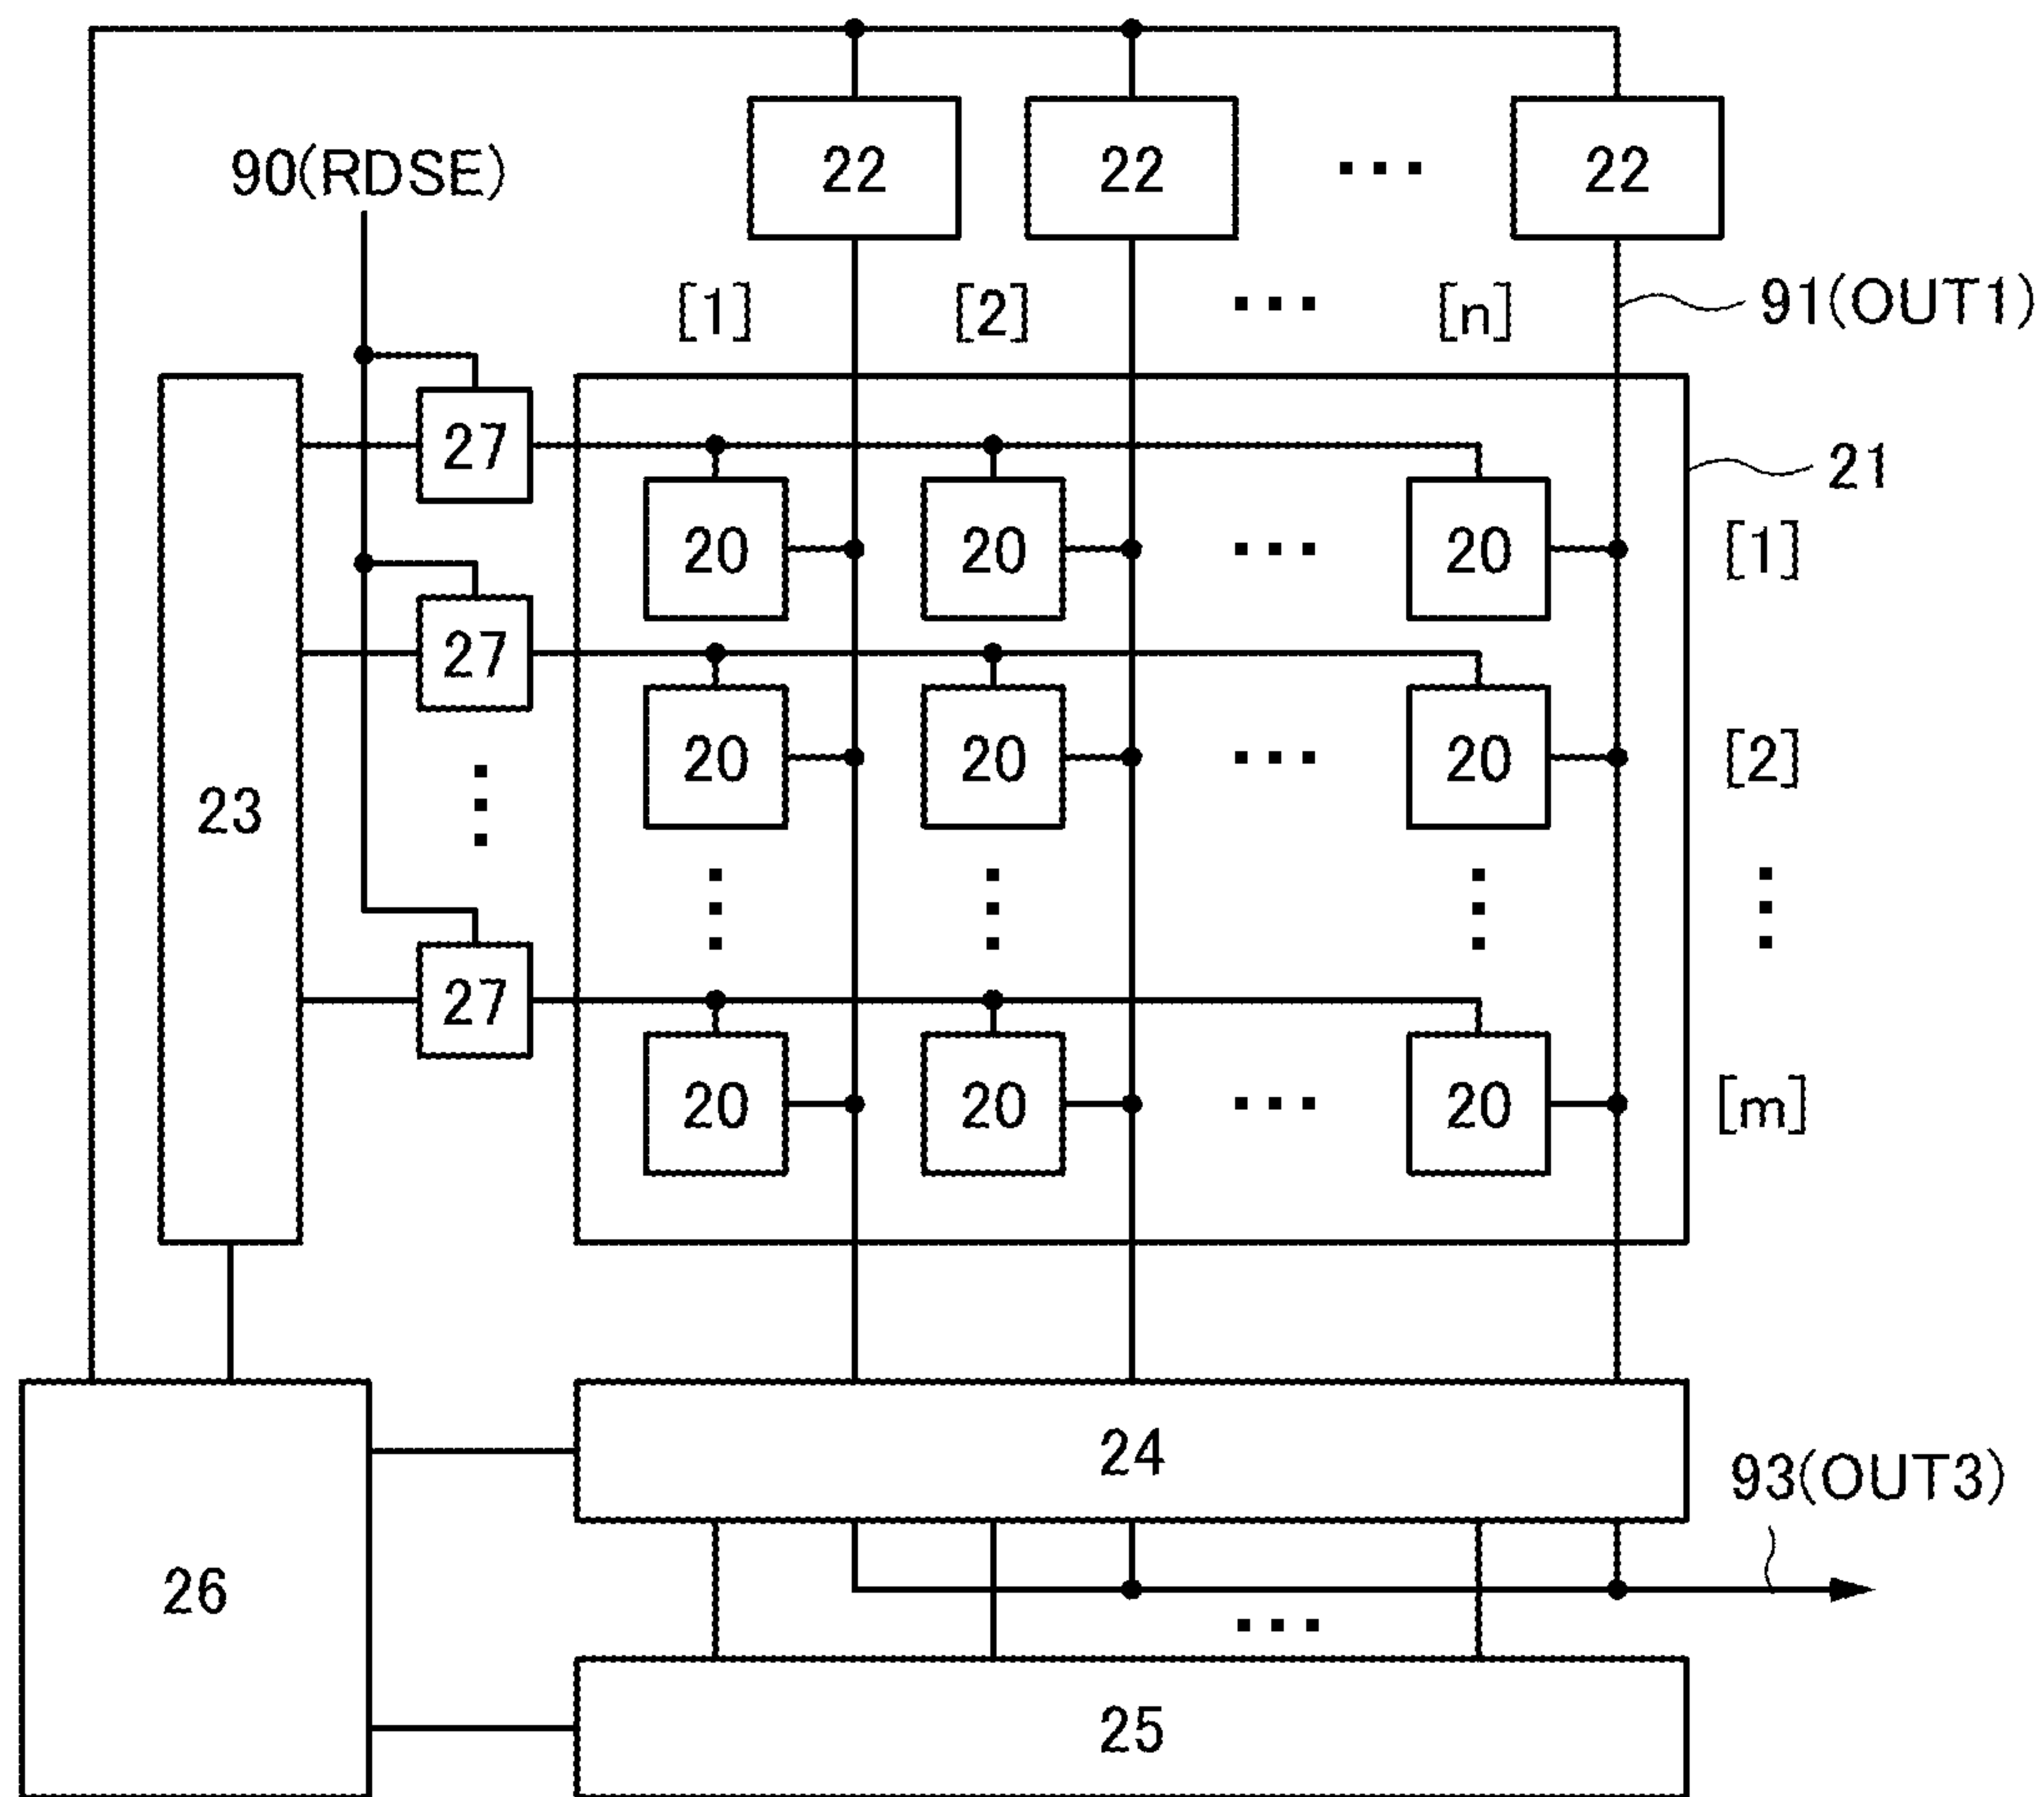 22 22 ... 22
90(RDSE)
[1] [2] ... [n] 91(OUT1)
27
21
20 20 ... 20 [1]
27
20 20 ... 20 [2]
23
27
20 20 ... 20 [m]
24
93(OUT3)
26
...
25